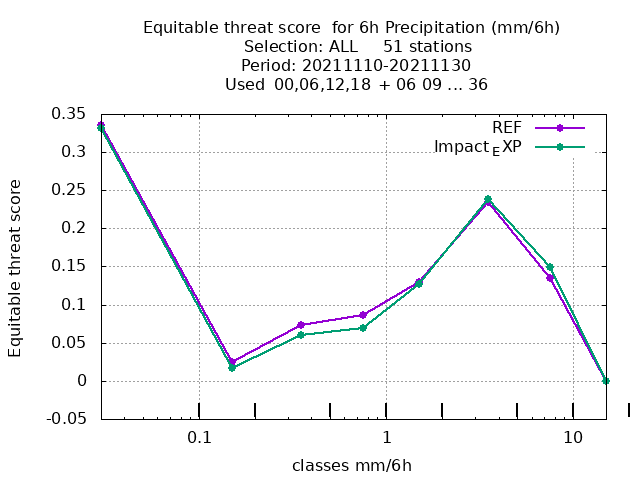 Equitable threat score  for 6h Precipitation (mm/6h)
Selection: ALL     51 stations
Period: 20211110-20211130
Used  00,06,12,18 + 06 09 ... 36
REF
Impact_EXP
0.35
0.3
0.25
0.2
0.15
0.1
0.05
0
-0.05
Equitable threat score
0.1
1
10
classes mm/6h